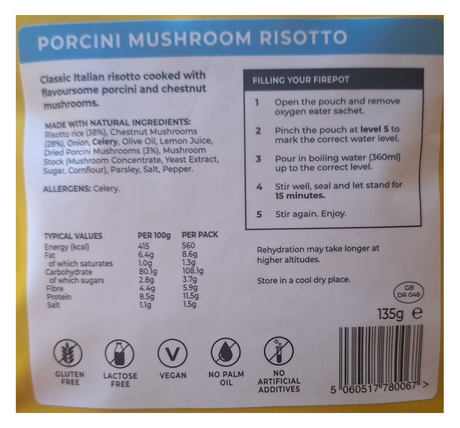 PORCINI MUSHROOM RISOTTO
Classic Italian risotto cooked with
flavoursome porcini and chestnut
mushrooms.
MADE WITH NATURAL INGREDIENTS:
Risotto rice (38%), Chestnut Mushrooms
(28%), Onion, Celery, Olive Oil, Lemon Juice,
Dried Porcini Mushrooms (3%), Mushroom
Stock (Mushroom Concentrate, Yeast Extract,
Sugar, Cornflour), Parsley, Salt, Pepper.
ALLERGENS: Celery.
TYPICAL VALUES PER 100g PER PACK
Energy (kcal) 415 560
Fat 6.4g 8.6g
of which saturates 1.0g 1.3g
Carbohydrate 80.1g 108.1g
of which sugars 2.8g 3.7g
Fibre 4.4g 5.9g
Protein 8.5g 11.5g
Salt 1.1g 1.5g
FILLING YOUR FIREPOT
1 Open the pouch and remove
oxygen eater sachet.
2 Pinch the pouch at level 5 to
mark the correct water level.
3 Pour in boiling water (360ml)
up to the correct level.
4 Stir well, seal and let stand for
15 minutes.
5 Stir again. Enjoy.
Rehydration may take longer at
higher altitudes.
Store in a cool dry place.
GB
DR 048
135g e
GLUTEN
FREE
LACTOSE
FREE
VEGAN
NO PALM
OIL
NO
ARTIFICIAL
ADDITIVES
5 060517 780067 >